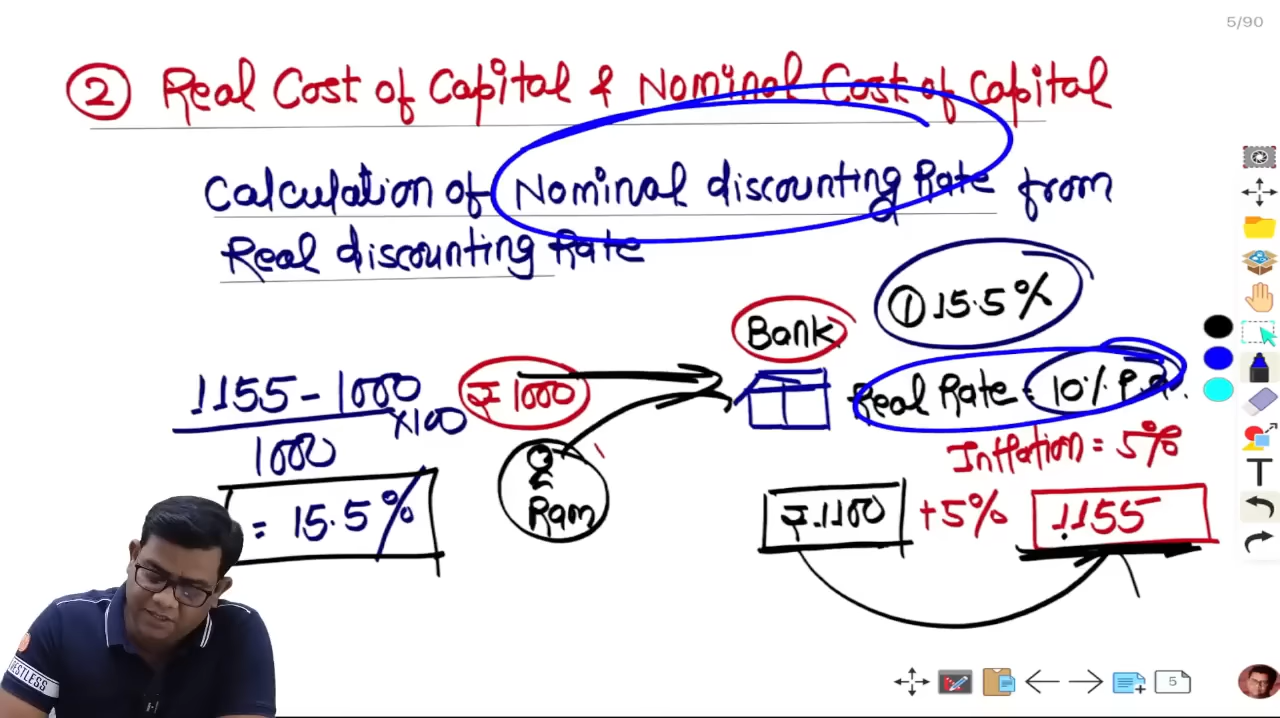 5/90
② Real Cost of Capital & Nominal Cost of Capital
Calculation of Nominal discounting Rate from
Real discounting Rate
① 15.5%
Bank
1155 - 1000
×100
1000
= 15.5%
₹ 1000
Ram
Real Rate = 10% P.a.
Inflation = 5%
₹.1100 +5% 1155
RESTLESS
T
5